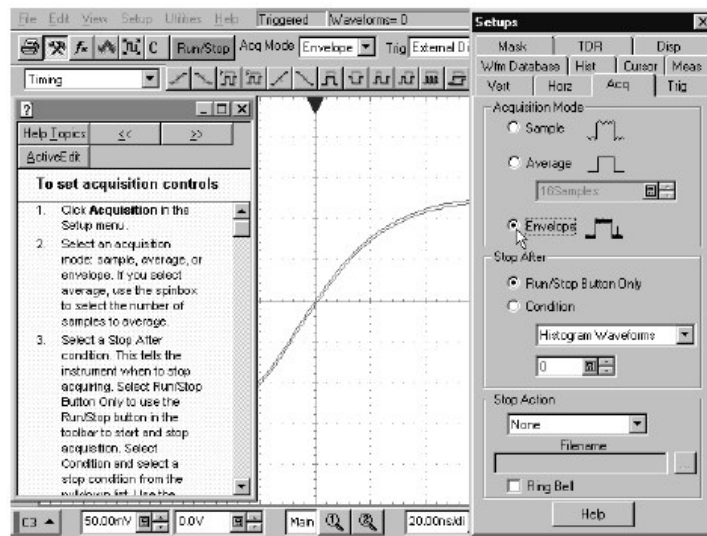 File Edit View Setup Utilities Help Triggered Waveforms= 0
C Run/Stop Acq Mode Envelope Trig External Di
Timing
? 
Help Topics << >>
ActiveEdit
To set acquisition controls
1. Click Acquisition in the
Setup menu.
2. Select an acquisition
mode: sample, average, or
envelope. If you select
average, use the spinbox
to select the number of
samples to average.
3. Select a Stop After
condition. This tells the
instrument when to stop
acquiring. Select Run/Stop
Button Only to use the
Run/Stop button in the
toolbar to start and stop
acquisition. Select
Condition and select a
stop condition from the
pulldown list. Use the
C3 50.00mV 0.0V Main 20.00ns/di
Setups
Mask TDR Disp
Wfm Database Hist Cursor Meas
Vert Horz Acq Trig
Acquisition Mode
Sample
Average
16Samples
Envelope
Stop After
Run/Stop Button Only
Condition
Histogram Waveforms
0
Stop Action
None
Filename
...
Ring Bell
Help